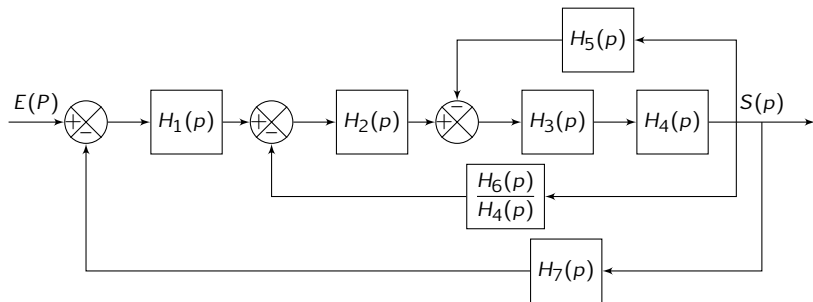 H5(p)
E(P)
S(p)
+
−
H1(p)
+
−
H2(p)
−
+
H3(p)
H4(p)
H6(p)
H4(p)
H7(p)